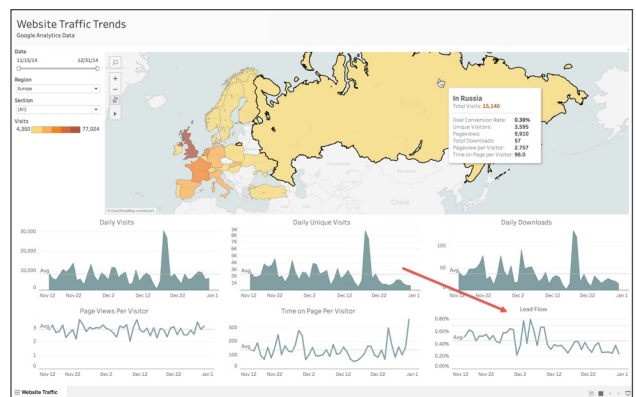 Website Traffic Trends
Google Analytics Data
Date
11/15/14 12/31/14
Region
Europe
Section
(All)
Visits
4,350 77,024
In Russia
Total Visits: 15,140
Goal Conversion Rate: 0.38%
Unique Visitors: 3,595
Pageviews: 9,910
Total Downloads: 57
Pageview per Visitor: 2.757
Time on Page per Visitor: 96.0
China
© OpenStreetMap contributors
Daily Visits
30,000
20,000
10,000
0
Avg
Nov 12 Nov 22 Dec 2 Dec 12 Dec 22 Jan 1
Daily Unique Visits
9K
8K
7K
6K
5K
4K
3K
2K
1K
Avg
Nov 12 Nov 22 Dec 2 Dec 12 Dec 22 Jan 1
Daily Downloads
100
50
Avg
Nov 12 Nov 22 Dec 2 Dec 12 Dec 22 Jan 1
Page Views Per Visitor
3
2
1
0
Avg
Nov 12 Nov 22 Dec 2 Dec 12 Dec 22 Jan 1
Time on Page Per Visitor
300
200
100
0
Avg
Nov 12 Nov 22 Dec 2 Dec 12 Dec 22 Jan 1
Lead Flow
0.80%
0.60%
0.40%
0.20%
0.00%
Avg
Nov 12 Nov 22 Dec 2 Dec 12 Dec 22 Jan 1
Website Traffic